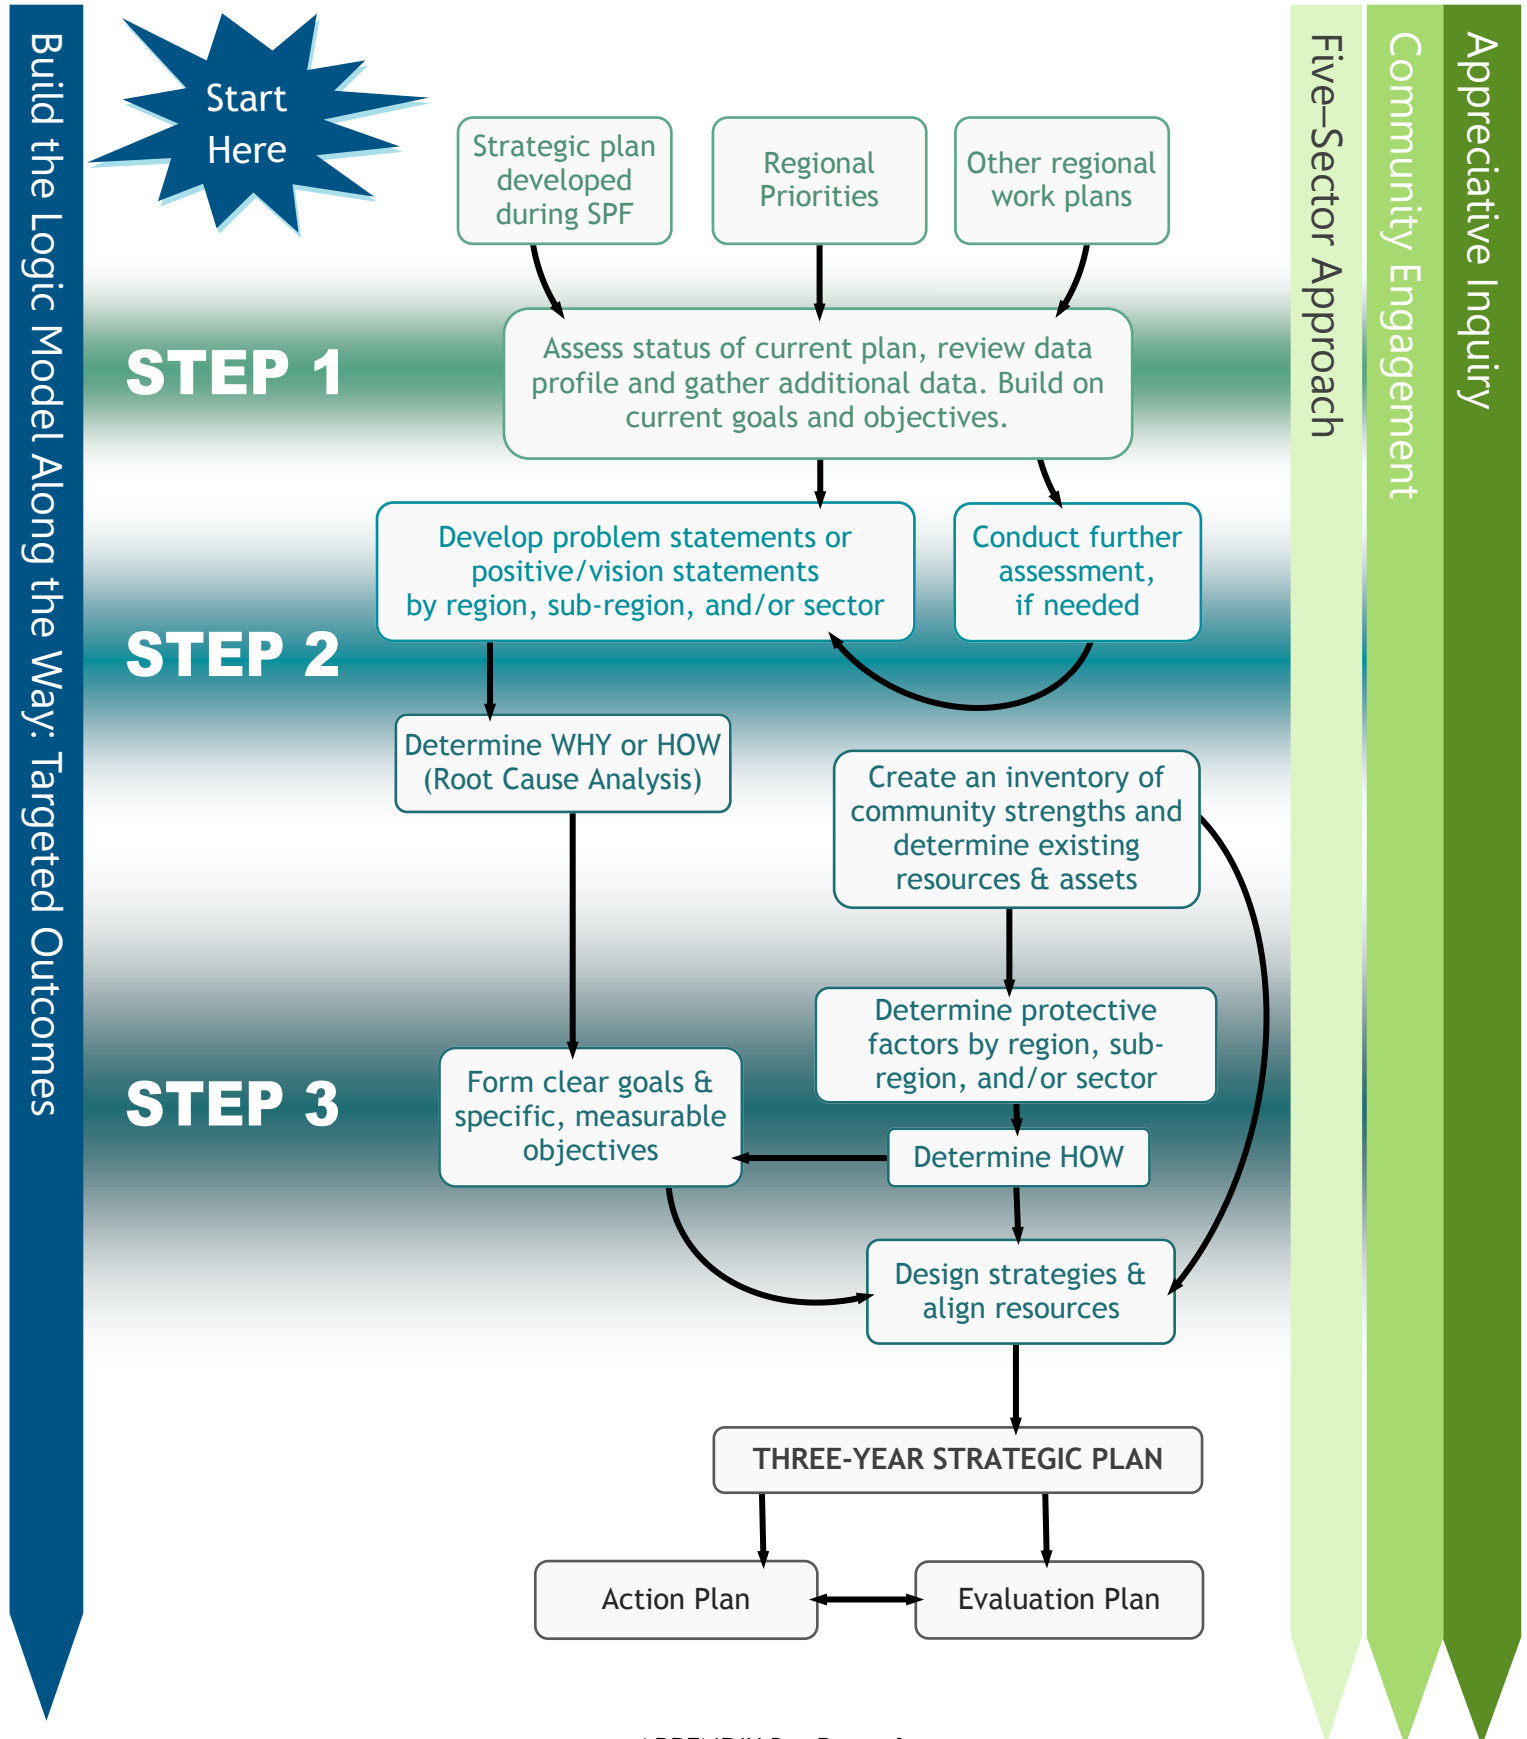 Build the Logic Model Along the Way: Targeted Outcomes
Start
Here
Strategic plan
developed
during SPF
Regional
Priorities
Other regional
work plans
STEP 1
Assess status of current plan, review data
profile and gather additional data. Build on
current goals and objectives.
STEP 2
Develop problem statements or
positive/vision statements
by region, sub-region, and/or sector
Conduct further
assessment,
if needed
Determine WHY or HOW
(Root Cause Analysis)
Create an inventory of
community strengths and
determine existing
resources & assets
STEP 3
Determine protective
factors by region, sub-
region, and/or sector
Form clear goals &
specific, measurable
objectives
Determine HOW
Design strategies &
align resources
THREE-YEAR STRATEGIC PLAN
Action Plan
Evaluation Plan
Five—Sector Approach
Community Engagement
Appreciative Inquiry